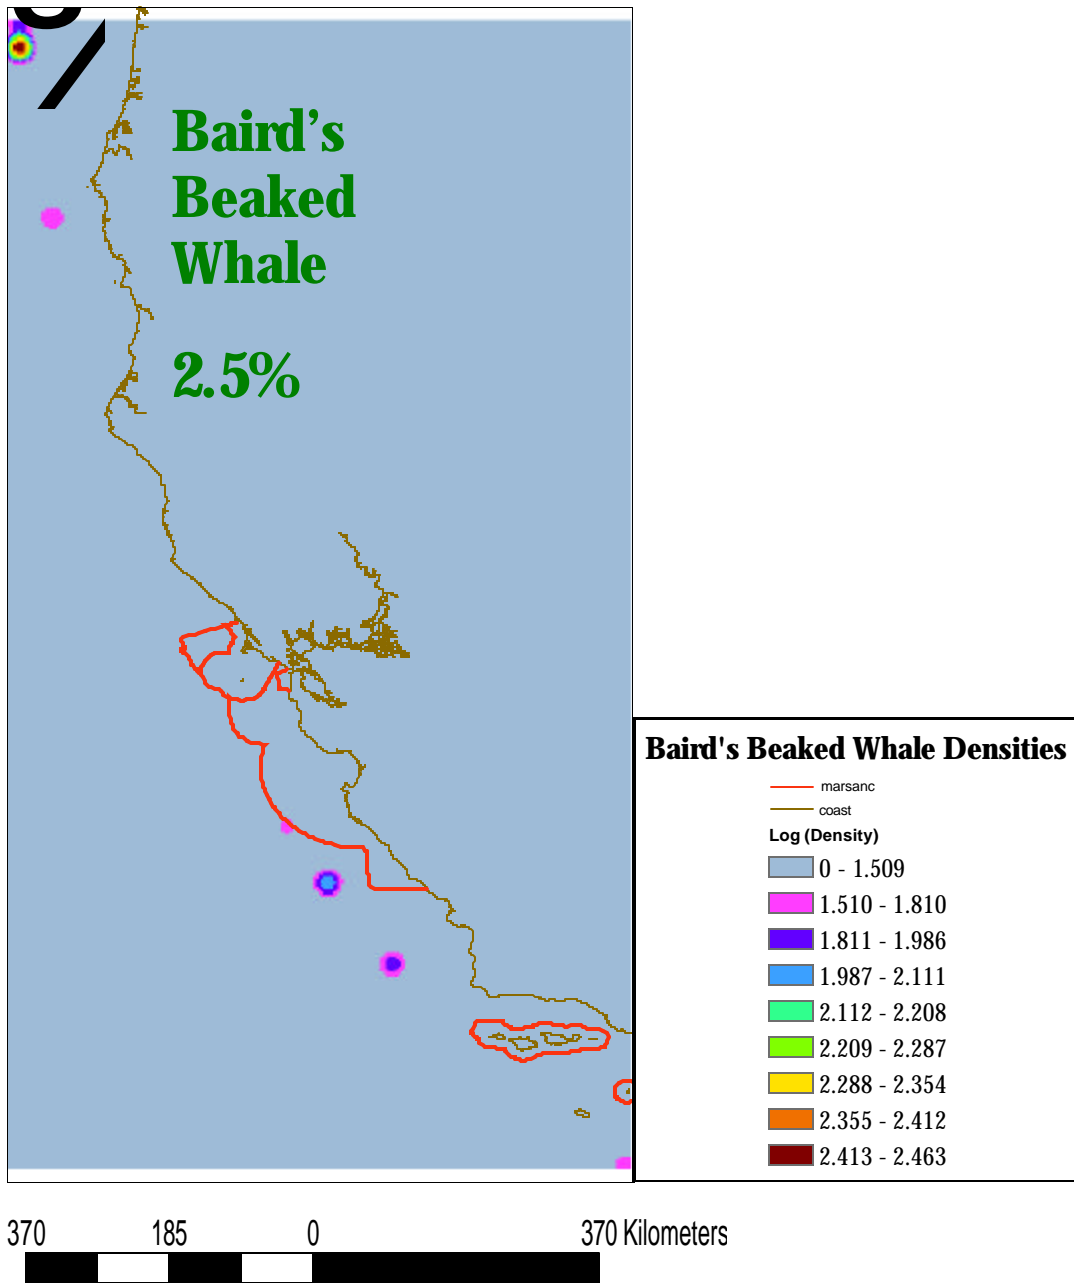 %
Baird's
Beaked
Whale
2.5%
Baird's Beaked Whale Densities
marsanc
coast
Log (Density)
0 - 1.509
1.510 - 1.810
1.811 - 1.986
1.987 - 2.111
2.112 - 2.208
2.209 - 2.287
2.288 - 2.354
2.355 - 2.412
2.413 - 2.463
370 185 0 370 Kilometers